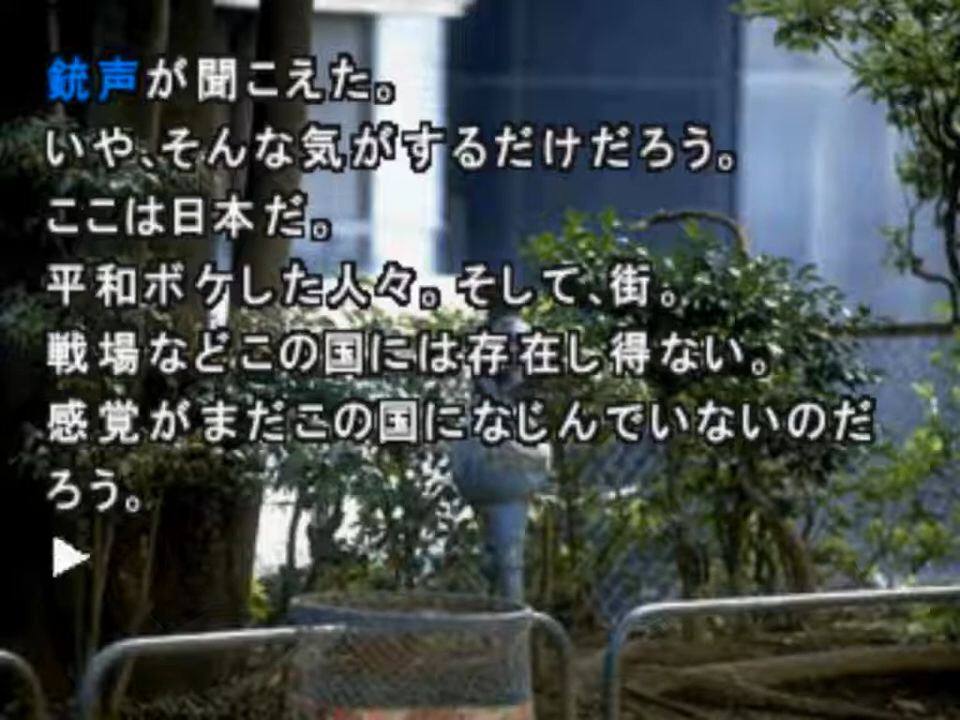 銃声が聞こえた。
いや、そんな気がするだけだろう。
ここは日本だ。
平和ボケした人々。そして、街。
戦場などこの国には存在し得ない。
感覚がまだこの国になじんでいないのだ
ろう。